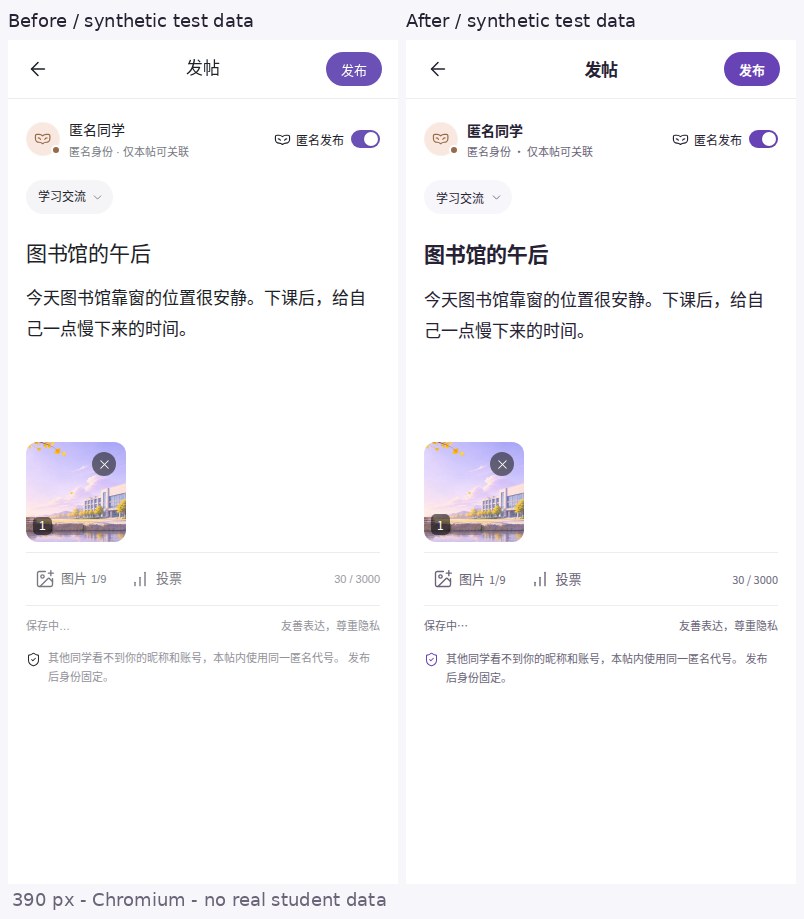 Before / synthetic test data
发帖
发布
匿名同学
匿名身份 · 仅本帖可关联
匿名发布
学习交流
图书馆的午后
今天图书馆靠窗的位置很安静。下课后，给自
己一点慢下来的时间。
1
图片 1/9
投票
30 / 3000
保存中…
友善表达，尊重隐私
其他同学看不到你的昵称和账号，本帖内使用同一匿名代号。 发布
后身份固定。
After / synthetic test data
发帖
发布
匿名同学
匿名身份 · 仅本帖可关联
匿名发布
学习交流
图书馆的午后
今天图书馆靠窗的位置很安静。下课后，给自
己一点慢下来的时间。
1
图片 1/9
投票
30 / 3000
保存中…
友善表达，尊重隐私
其他同学看不到你的昵称和账号，本帖内使用同一匿名代号。 发布
后身份固定。
390 px - Chromium - no real student data